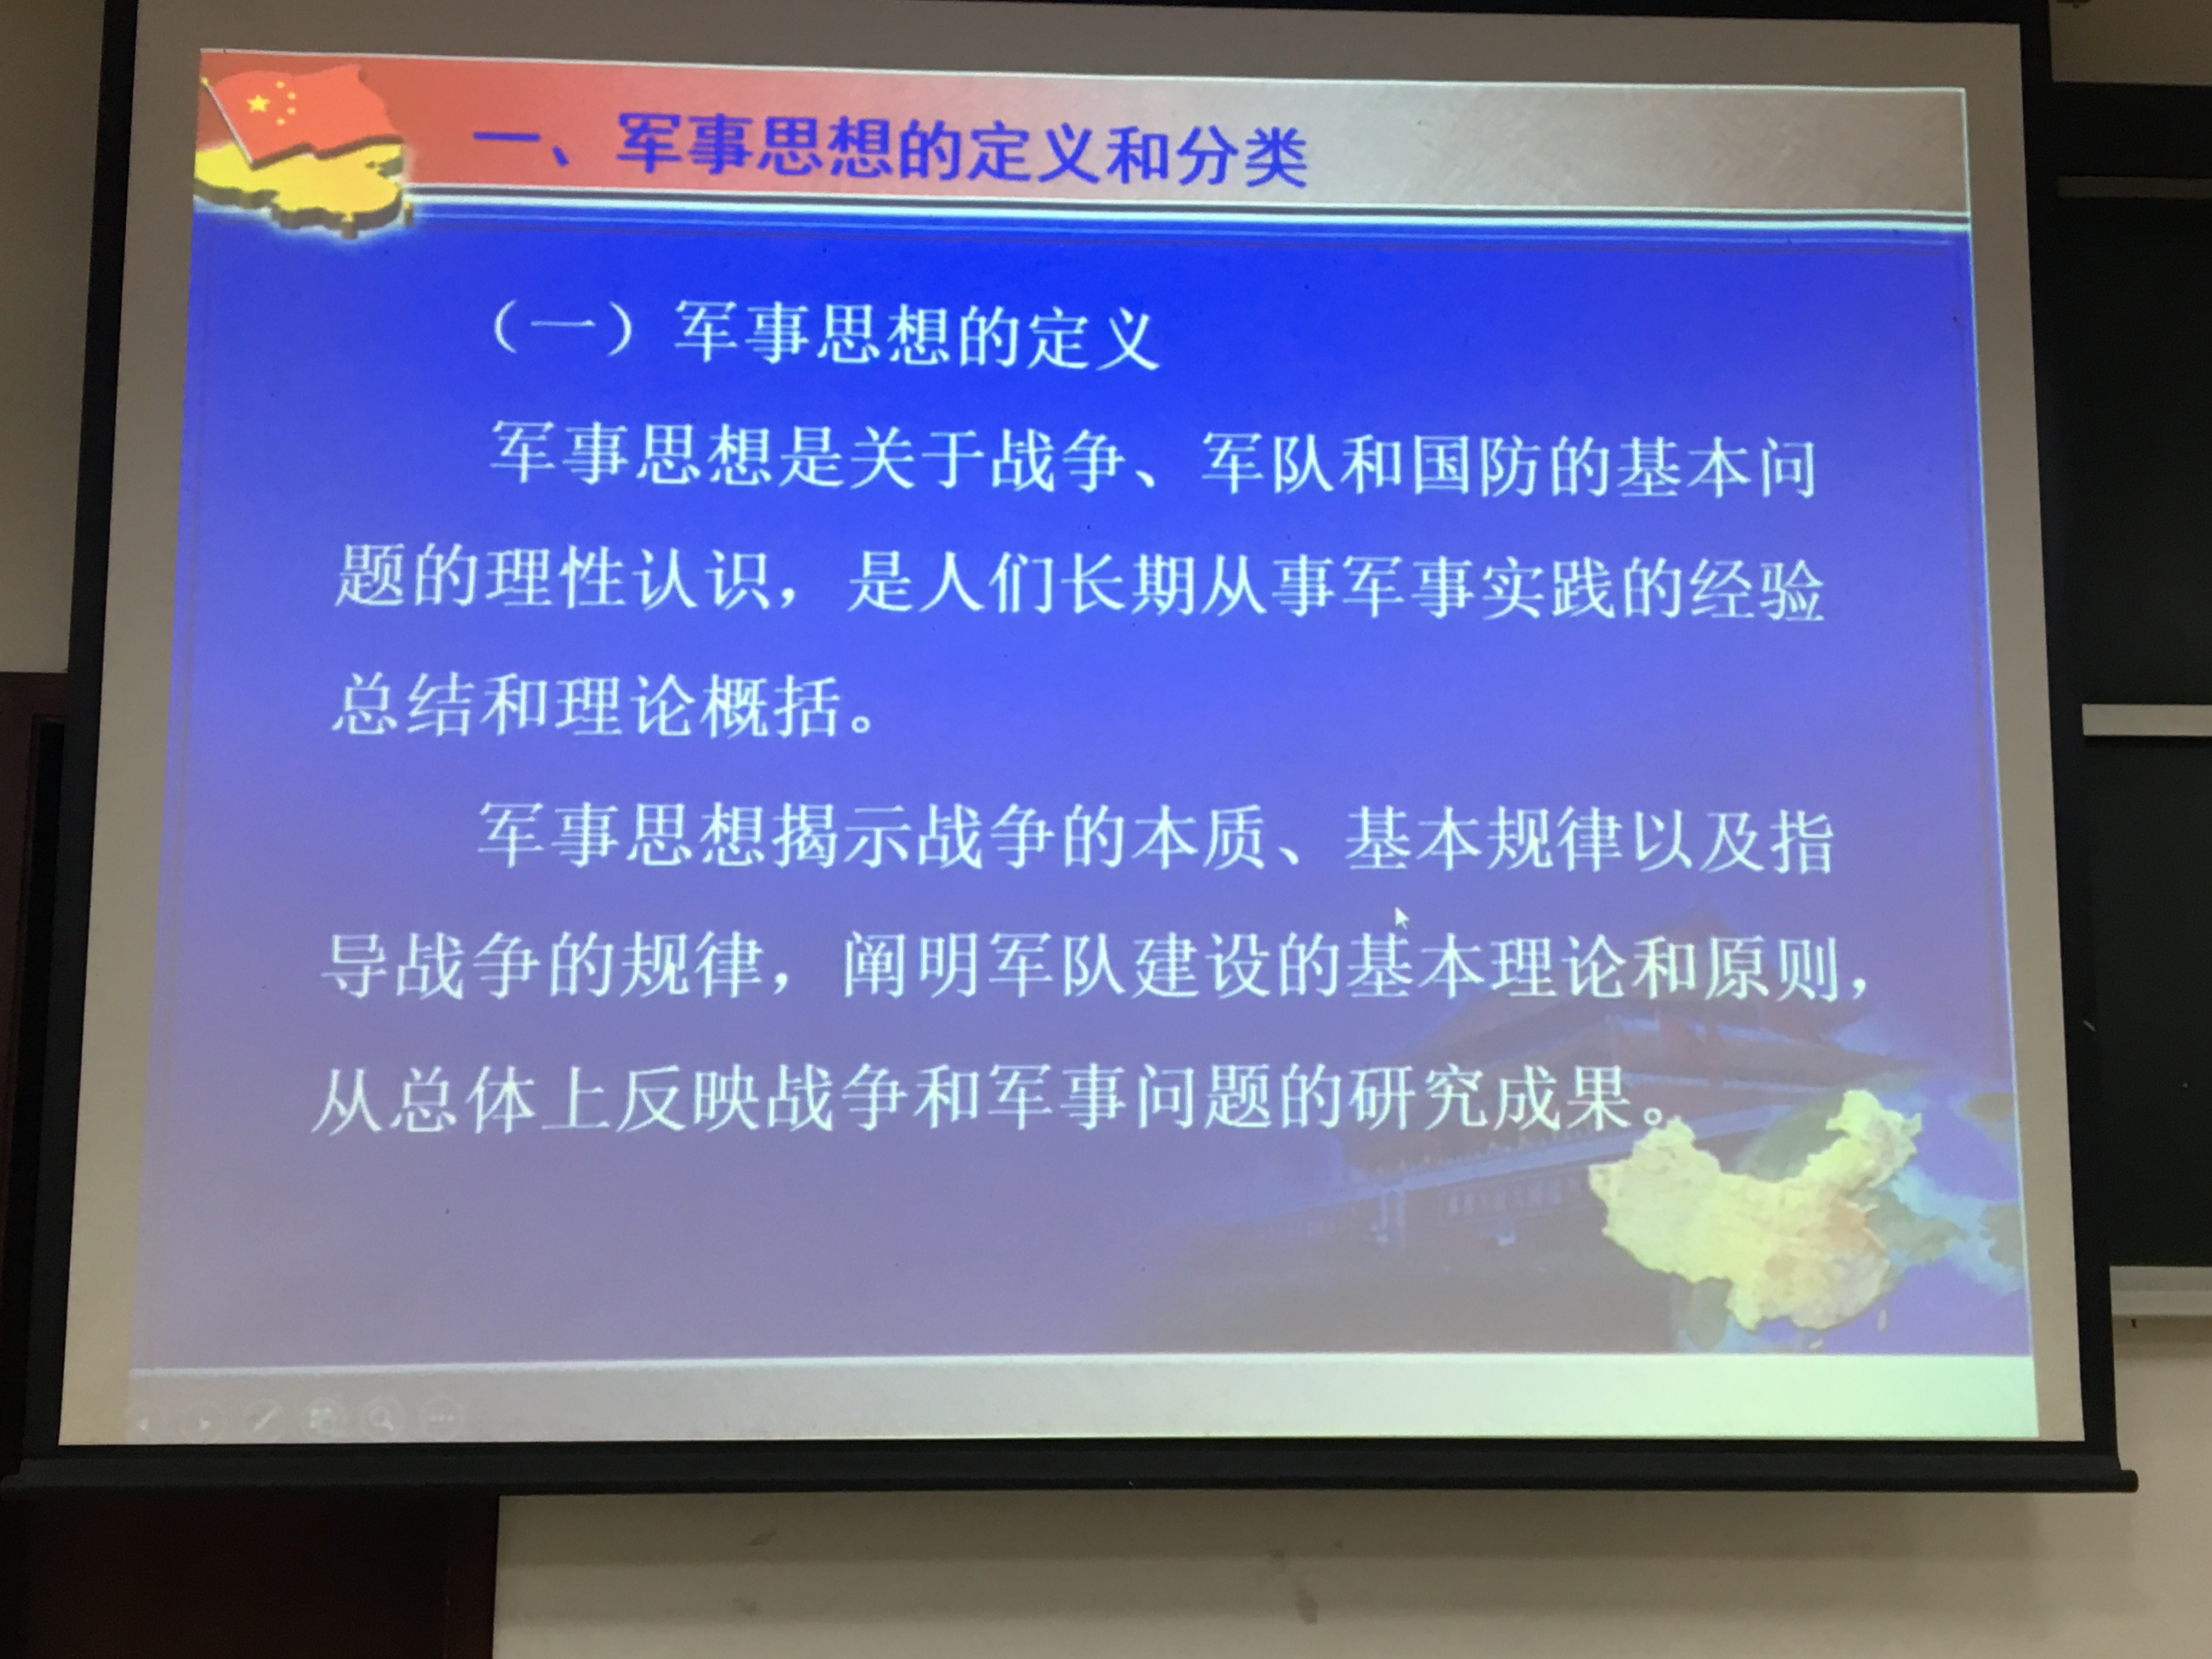 一、军事思想的定义和分类
（一）军事思想的定义
军事思想是关于战争、军队和国防的基本问
题的理性认识，是人们长期从事军事实践的经验
总结和理论概括。
军事思想揭示战争的本质、基本规律以及指
导战争的规律，阐明军队建设的基本理论和原则，
从总体上反映战争和军事问题的研究成果。